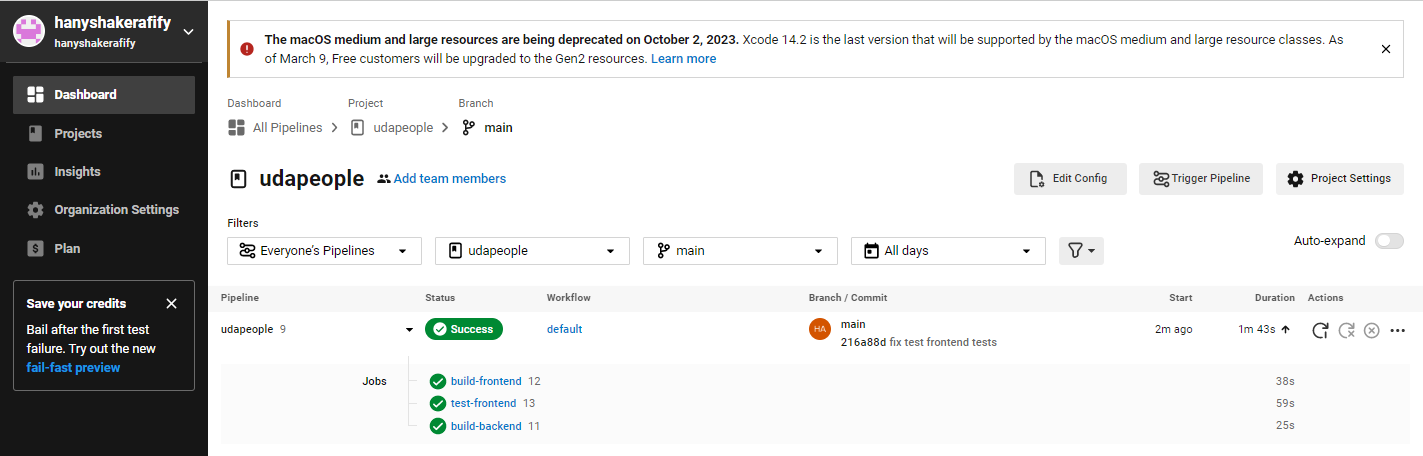 hanyshakerafify
hanyshakerafify
Dashboard
Projects
Insights
Organization Settings
Plan
Save your credits
Bail after the first test
failure. Try out the new
fail-fast preview
The macOS medium and large resources are being deprecated on October 2, 2023. Xcode 14.2 is the last version that will be supported by the macOS medium and large resource classes. As
of March 9, Free customers will be upgraded to the Gen2 resources. Learn more
Dashboard Project Branch
All Pipelines udapeople main
udapeople Add team members Edit Config Trigger Pipeline Project Settings
Filters
Everyone's Pipelines udapeople main All days Auto-expand
Pipeline Status Workflow Branch / Commit Start Duration Actions
udapeople 9 Success default HA main 2m ago 1m 43s
216a88d fix test frontend tests
Jobs build-frontend 12 38s
test-frontend 13 59s
build-backend 11 25s